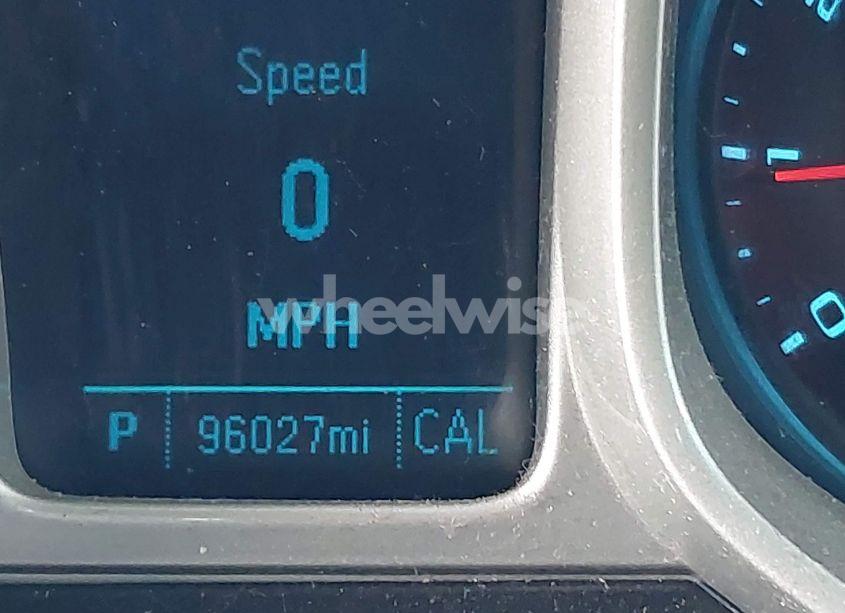 Speed
0
MPH
wheelwise
P 96027mi CAL
1
0